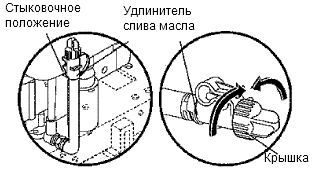 Стыковочное
положение
Удлинитель
слива масла
Крышка